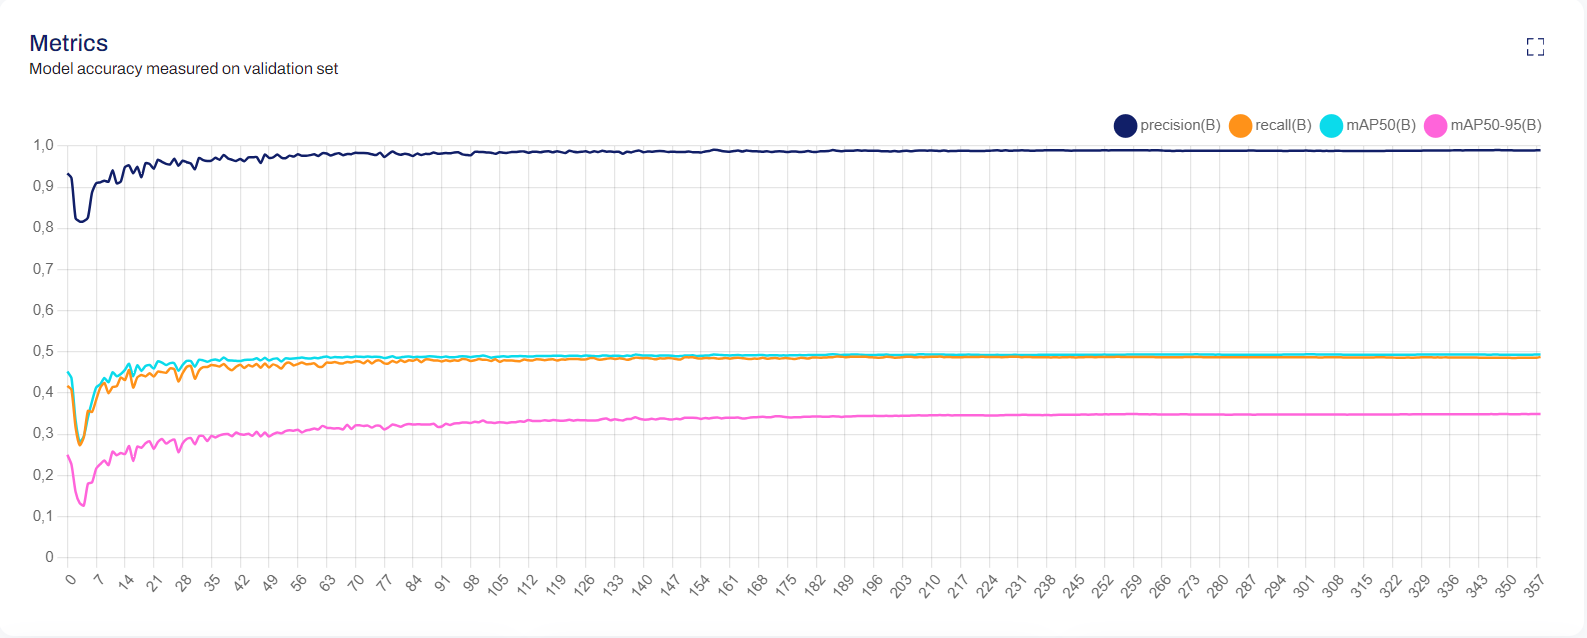 Metrics
Model accuracy measured on validation set
precision(B) recall(B) mAP50(B) mAP50-95(B)
1,0
0,9
0,8
0,7
0,6
0,5
0,4
0,3
0,2
0,1
0
0 7 14 21 28 35 42 49 56 63 70 77 84 91 98 105 112 119 126 133 140 147 154 161 168 175 182 189 196 203 210 217 224 231 238 245 252 259 266 273 280 287 294 301 308 315 322 329 336 343 350 357